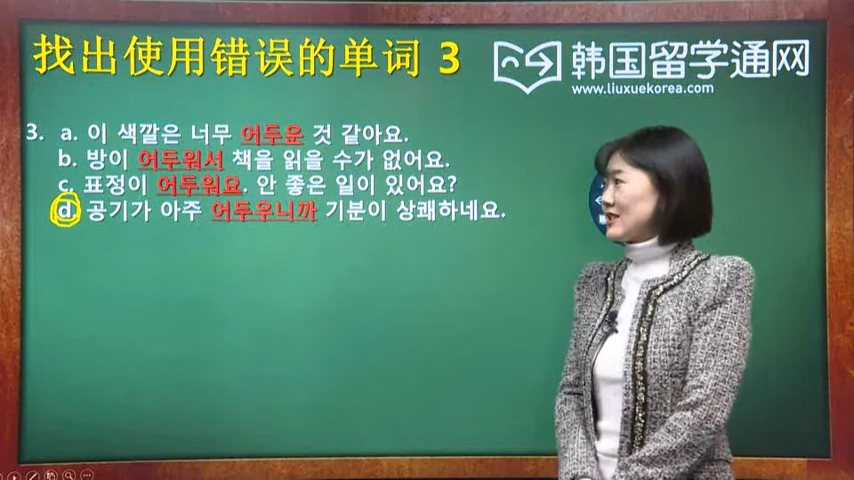 找出使用错误的单词 3
韩国留学通网
www.liuxuekorea.com
3. a. 이 색깔은 너무 어두운 것 같아요.
b. 방이 어두워서 책을 읽을 수가 없어요.
c. 표정이 어두워요. 안 좋은 일이 있어요?
d. 공기가 아주 어두우니까 기분이 상쾌하네요.